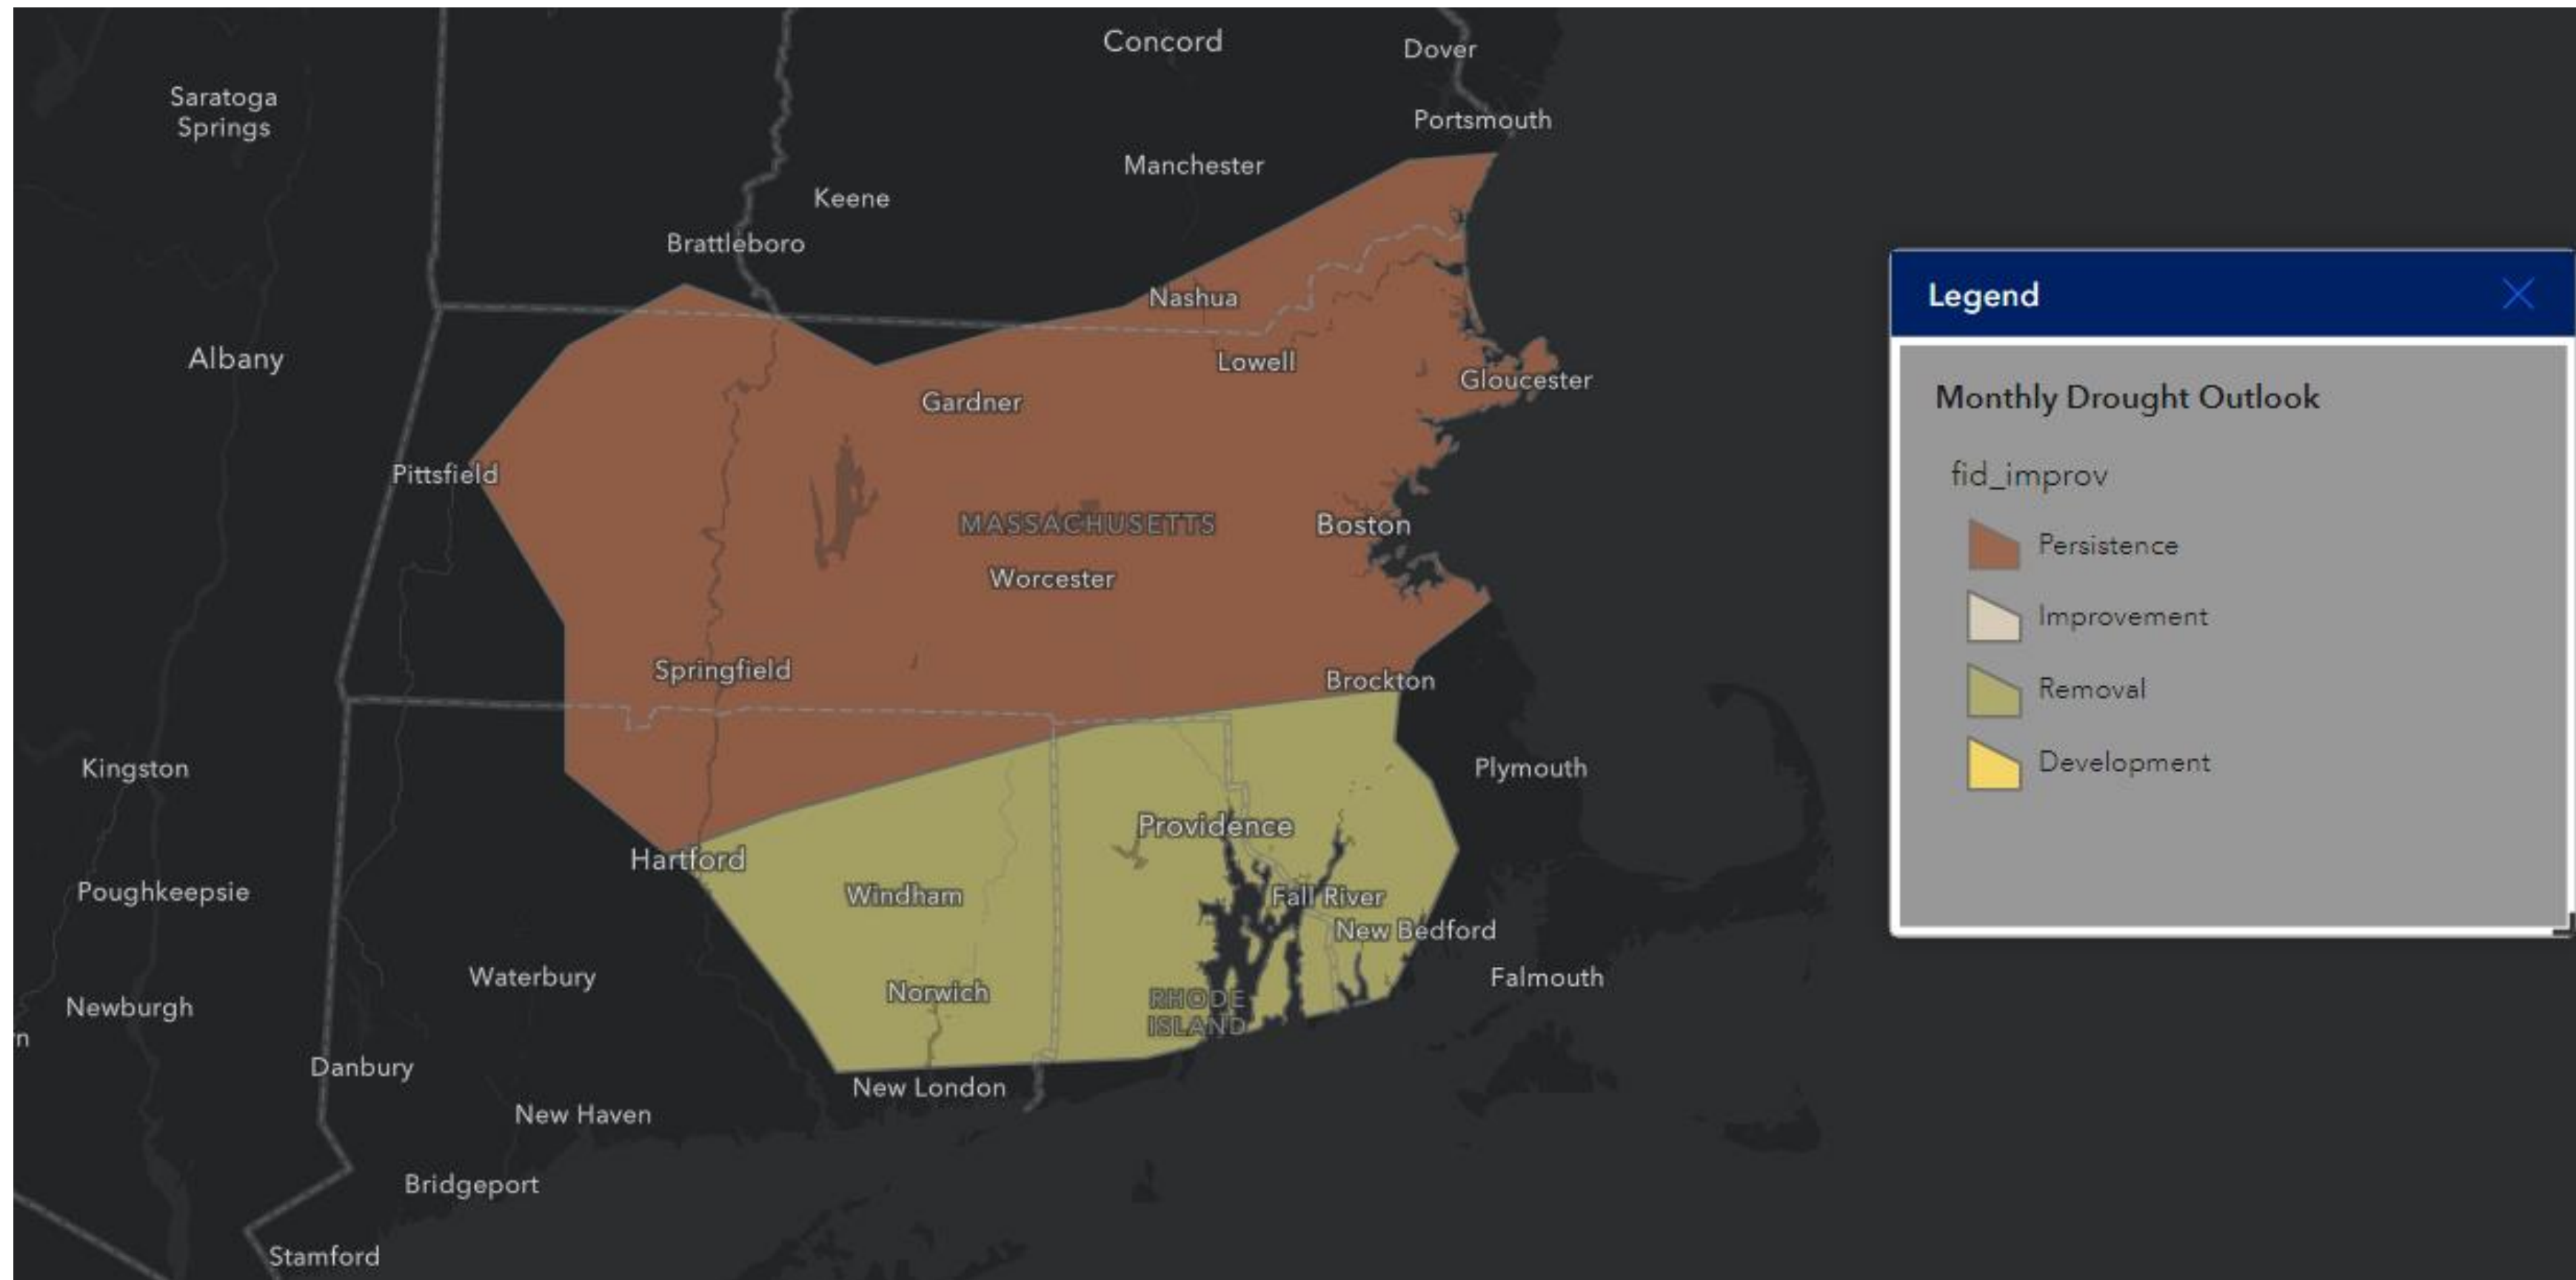 Concord
Dover
Saratoga
Springs
Portsmouth
Manchester
Keene
Brattleboro
Nashua
Albany
Lowell
Gloucester
Gardner
Pittsfield
MASSACHUSETTS
Boston
Worcester
Springfield
Brockton
Kingston
Plymouth
Providence
Hartford
Poughkeepsie
Windham
Fall River
New Bedford
Waterbury
Norwich
Falmouth
Newburgh
RHODE
ISLAND
n
Danbury
New London
New Haven
Bridgeport
Stamford
Legend
Monthly Drought Outlook
fid_improv
Persistence
Improvement
Removal
Development